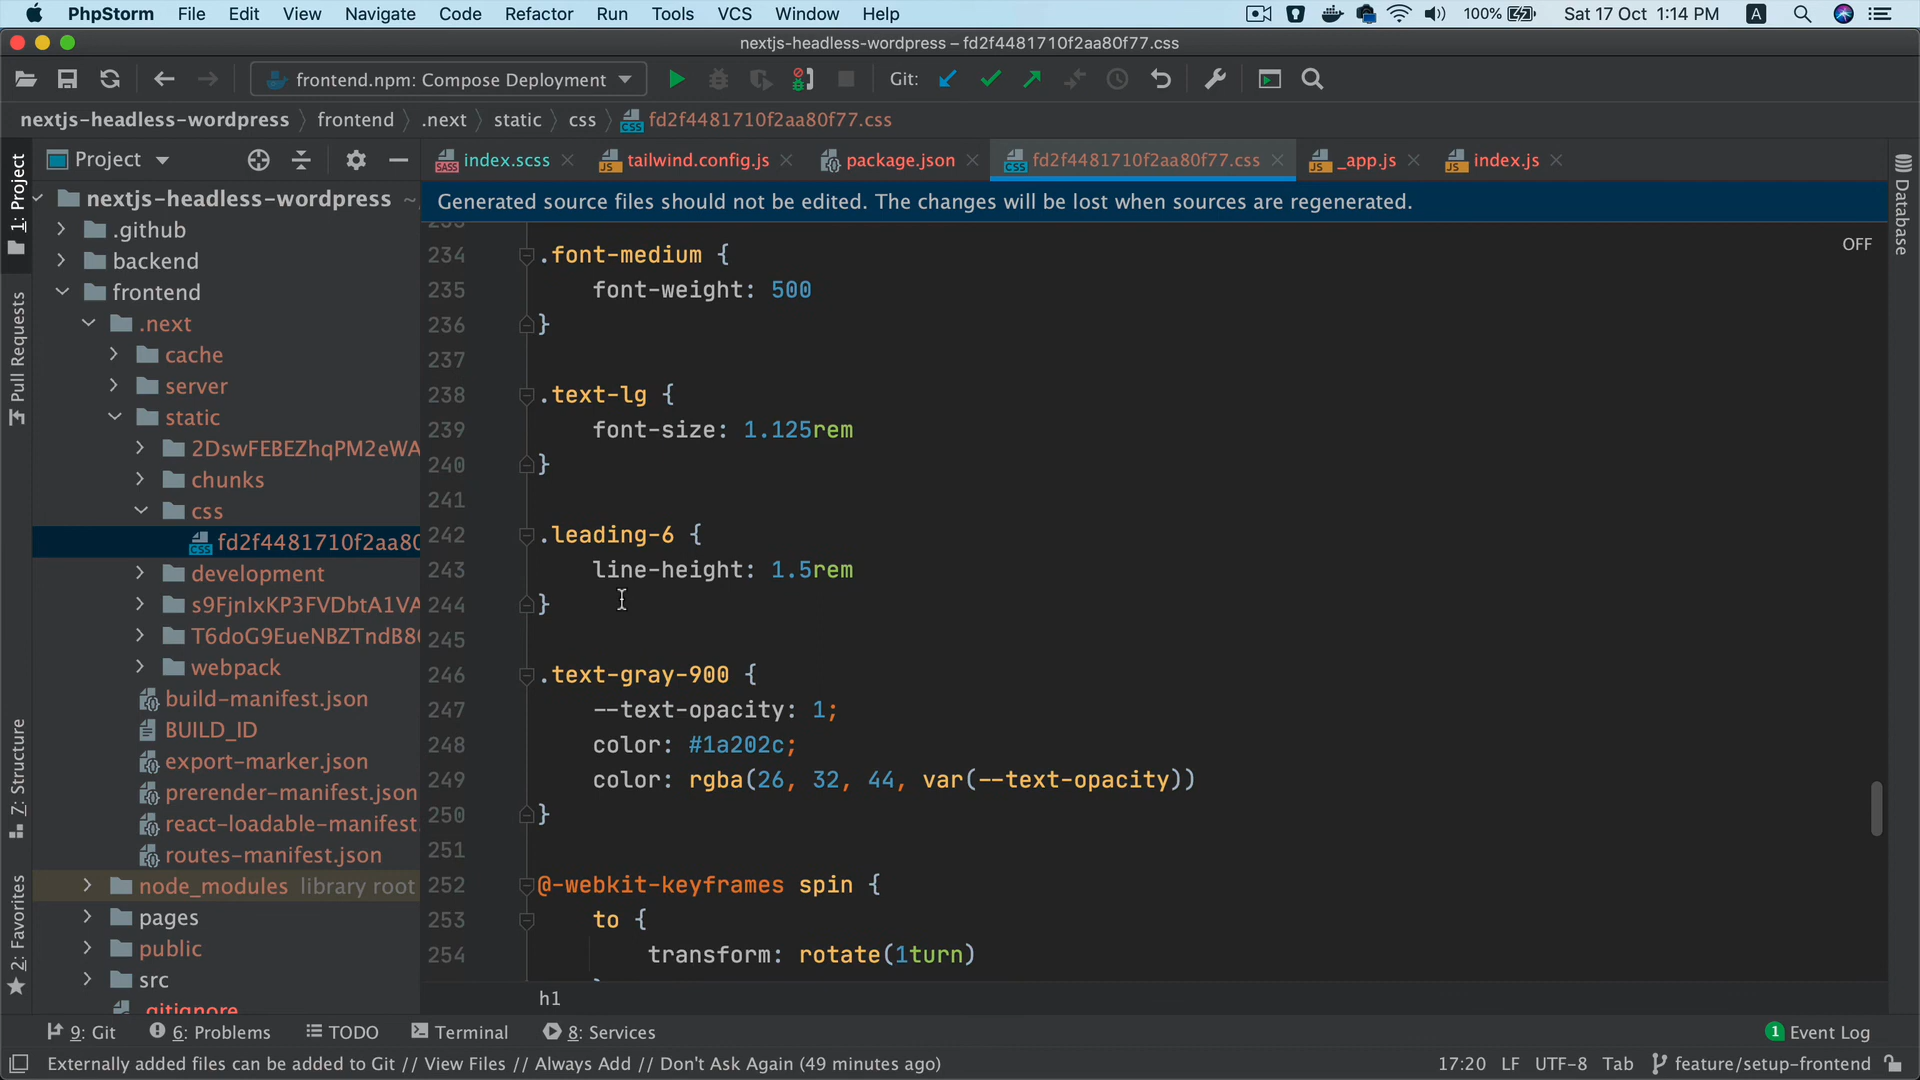 PhpStorm File Edit View Navigate Code Refactor Run Tools VCS Window Help 100% Sat 17 Oct 1:14 PM A
nextjs-headless-wordpress – fd2f4481710f2aa80f77.css
frontend.npm: Compose Deployment Git:
nextjs-headless-wordpress frontend .next static css fd2f4481710f2aa80f77.css
Project index.scss tailwind.config.js package.json fd2f4481710f2aa80f77.css _app.js index.js
Generated source files should not be edited. The changes will be lost when sources are regenerated.
OFF
1: Project
Pull Requests
7: Structure
2: Favorites
Database
nextjs-headless-wordpress ~
.github
backend
frontend
.next
cache
server
static
2DswFEBEZhqPM2eWA
chunks
css
fd2f4481710f2aa80
development
s9FjnIxKP3FVDbtA1VA
T6doG9EueNBZTndB80
webpack
build-manifest.json
BUILD_ID
export-marker.json
prerender-manifest.json
react-loadable-manifest.
routes-manifest.json
node_modules library root
pages
public
src
.gitignore
234 .font-medium {
235 font-weight: 500
236 }
237
238 .text-lg {
239 font-size: 1.125rem
240 }
241
242 .leading-6 {
243 line-height: 1.5rem
244 }
245
246 .text-gray-900 {
247 --text-opacity: 1;
248 color: #1a202c;
249 color: rgba(26, 32, 44, var(--text-opacity))
250 }
251
252 @-webkit-keyframes spin {
253 to {
254 transform: rotate(1turn)
h1
9: Git 6: Problems TODO Terminal 8: Services 1 Event Log
Externally added files can be added to Git // View Files // Always Add // Don't Ask Again (49 minutes ago) 17:20 LF UTF-8 Tab feature/setup-frontend